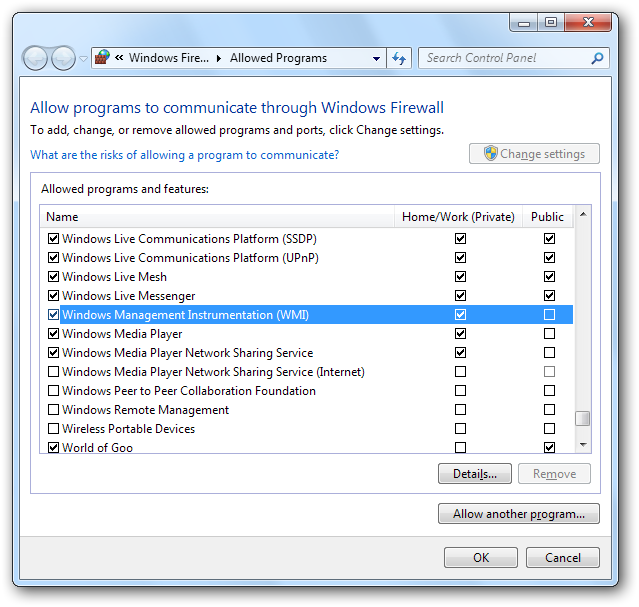 « Windows Fire... Allowed Programs
Search Control Panel
Allow programs to communicate through Windows Firewall
To add, change, or remove allowed programs and ports, click Change settings.
What are the risks of allowing a program to communicate?
Change settings
Allowed programs and features:
Name Home/Work (Private) Public
Windows Live Communications Platform (SSDP)
Windows Live Communications Platform (UPnP)
Windows Live Mesh
Windows Live Messenger
Windows Management Instrumentation (WMI)
Windows Media Player
Windows Media Player Network Sharing Service
Windows Media Player Network Sharing Service (Internet)
Windows Peer to Peer Collaboration Foundation
Windows Remote Management
Wireless Portable Devices
World of Goo
Details... Remove
Allow another program...
OK Cancel